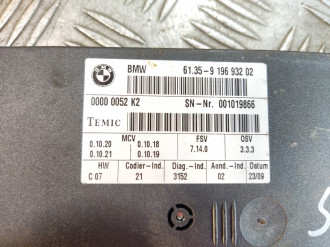 BMW 61.35-9 196 932 02
0000 0052 K2 SN-Nr. 001019866
TEMIC
MCV FSV OSV
0.10.20 0.10.18 7.14.0 3.3.3
0.10.21 0.10.19
HW Codier-Ind. Diag.-Ind. Aend.-Ind. Datum
C 07 21 3152 02 23/09